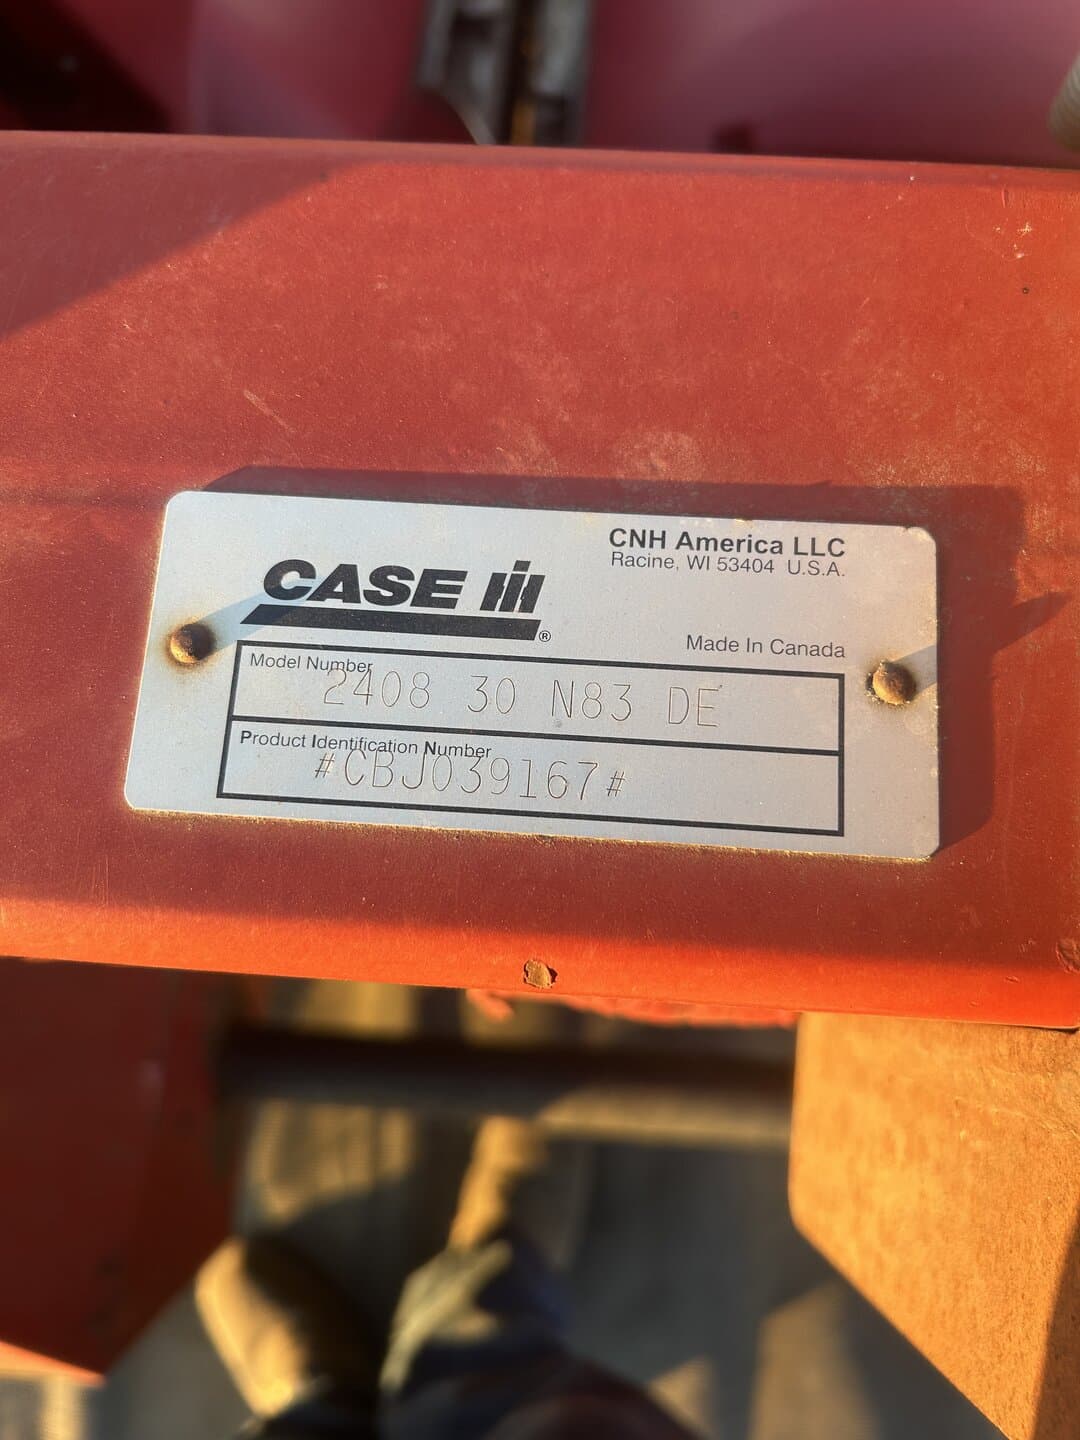 CNH America LLC
Racine, WI 53404 U.S.A.
CASE IH
®
Made In Canada
Model Number
2408 30 N83 DE
Product Identification Number
#CBJ039167#